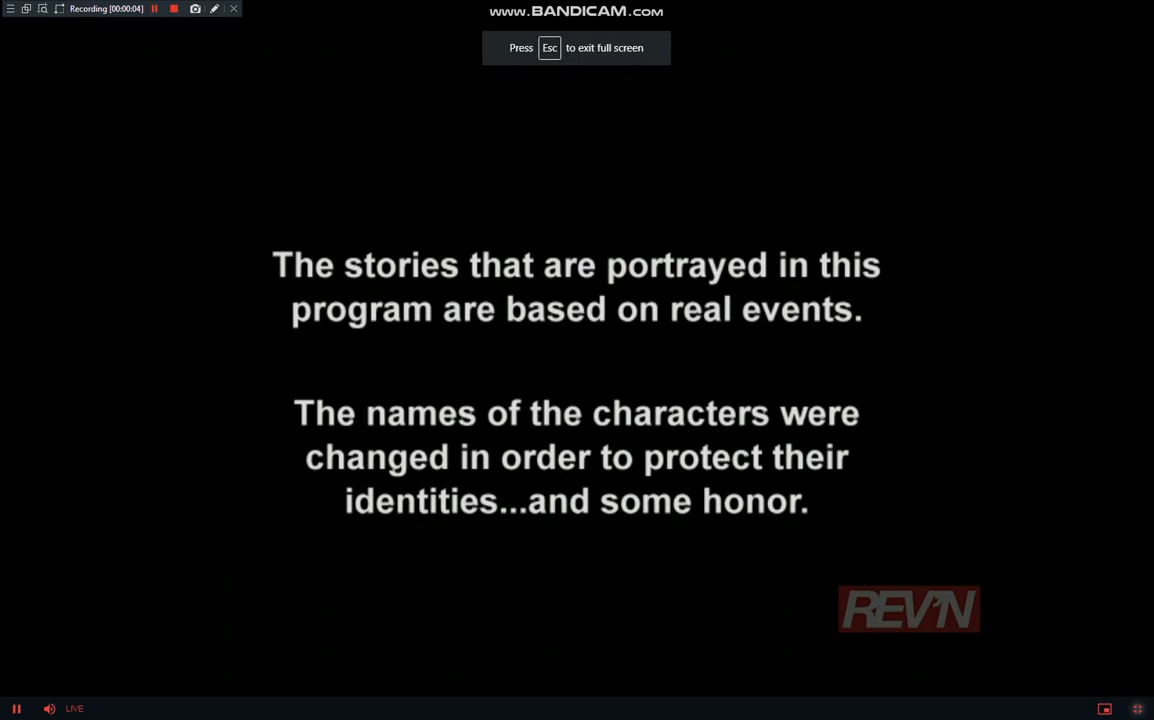 Recording [00:00:04]
www.BANDICAM.com
Press Esc to exit full screen
The stories that are portrayed in this
program are based on real events.
The names of the characters were
changed in order to protect their
identities...and some honor.
REV'N
LIVE